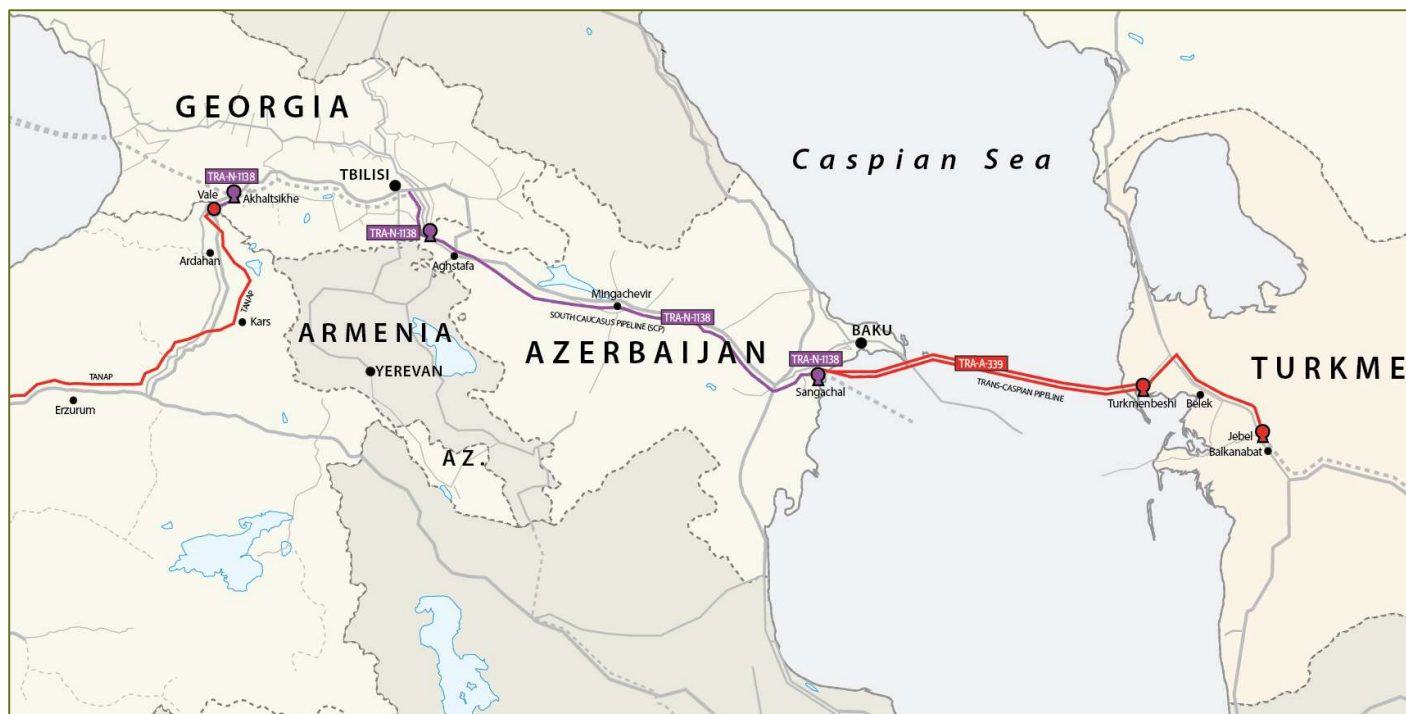 GEORGIA
Caspian Sea
TBILISI
TRA-N-1138
Vale
Akhaltsikhe
TRA-N-1138
Ardahan
Aghstafa
TANAP
Mingachevir
SOUTH CAUCASUS PIPELINE (SCP)
TRA-N-1138
Kars
ARMENIA
AZERBAIJAN
BAKU
TRA-N-1138
TRA-A-339
TURKME
YEREVAN
TANAP
Sangachal
TRANS-CASPIAN PIPELINE
Turkmenbeshi
Belek
Erzurum
Jebel
Balkanabat
AZ.